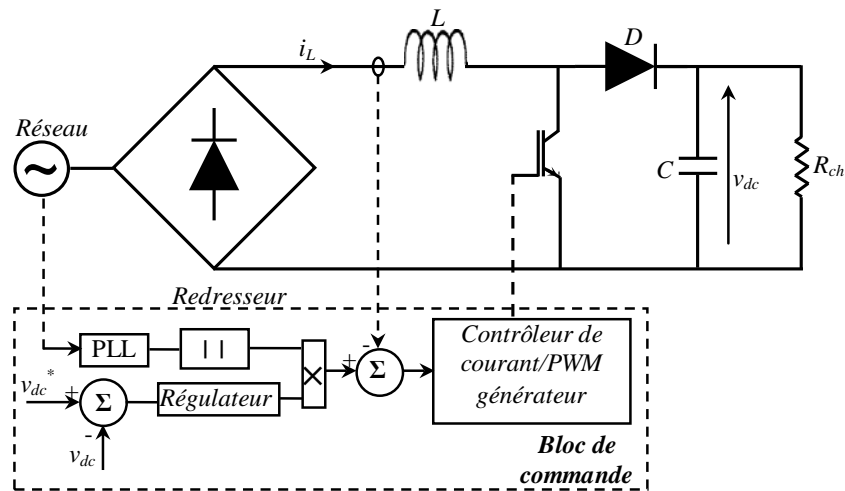 L
D
i_L
Réseau
~
C
v_dc
R_ch
Redresseur
PLL
| |
v_dc*
+
Σ
-
v_dc
Régulateur
×
+
-
Σ
Contrôleur de
courant/PWM
générateur
Bloc de
commande